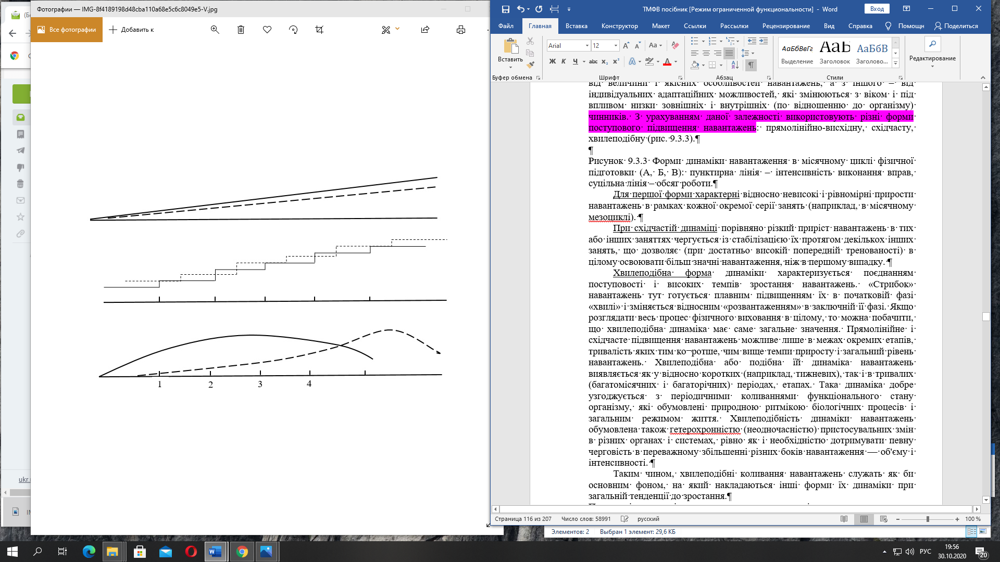 Фотографии — IMG-8f4189198d48cba110a68e5c6c8049e5-V.jpg
Все фотографии
Добавить к
1 2 3 4
ukr.
ТМФВ посібник [Режим ограниченной функциональности] - Word
Вход
Файл Главная Вставка Конструктор Макет Ссылки Рассылки Рецензирование Вид Справка Помощн Поделиться
Вставить
Arial 12
Ж К Ч abc x₂ x²
АаБбВвГг АаБ АаБбВ
Выделение Заголовок Заголово...
Редактирование
Буфер обмена Шрифт Абзац Стили
від величини і якісних особливостей навантажень, а з іншого – від
індивідуальних адаптаційних можливостей, які змінюються з віком і під
впливом низки зовнішніх і внутрішніх (по відношенню до організму)
чинників. З урахуванням даної залежності використовують різні форми
поступового підвищення навантажень: прямолінійно-висхідну, східчасту,
хвилеподібну (рис. 9.3.3).¶
¶
Рисунок 9.3.3 Форми динаміки навантаження в місячному циклі фізичної
підготовки (А, Б, В): пунктирна лінія – інтенсивність виконання вправ,
суцільна лінія – обсяг роботи.¶
Для першої форми характерні відносно невисокі і рівномірні прирости
навантажень в рамках кожної окремої серії занять (наприклад, в місячному
мезоциклі). ¶
При східчастій динаміці порівняно різкий приріст навантажень в тих
або інших заняттях чергується із стабілізацією їх протягом декількох інших
занять, що дозволяє (при достатньо високій попередній тренованості) в
цілому освоювати більш значні навантаження, ніж в першому випадку. ¶
Хвилеподібна форма динаміки характеризується поєднанням
поступовості і високих темпів зростання навантажень. «Стрибок»
навантажень тут готується плавним підвищенням їх в початковій фазі
«хвилі» і змінюється відносним «розвантаженням» в заключній її фазі. Якщо
розглядати весь процес фізичного виховання в цілому, то можна побачити,
що хвилеподібна динаміка має саме загальне значення. Прямолінійне і
східчасте підвищення навантажень можливе лише в межах окремих етапів,
тривалість яких тим ко¬ротше, чим вище темпи приросту і загальний рівень
навантажень. Хвилеподібна або подібна їй динаміка навантажень
виявляється як у відносно коротких (наприклад, тижневих), так і в тривалих
(багатомісячних і багаторічних) періодах, етапах. Така динаміка добре
узгоджується з періодичними коливаннями функціонального стану
організму, які обумовлені природною ритмікою біологічних процесів і
загальним режимом життя. Хвилеподібність динаміки навантажень
обумовлена також гетерохронністю (неодночасністю) пристосувальних змін
в різних органах і системах, рівно як і необхідністю дотримувати певну
черговість в переважному збільшенні різних боків навантаження — об'єму і
інтенсивності. ¶
Таким чином, хвилеподібні коливання навантажень служать як би
основним фоном, на який накладаються інші форми їх динаміки при
загальній тенденції до зростання.¶
Страница 116 из 207 Число слов: 58991 русский 100 %
Элементов: 2 Выбран 1 элемент: 29,6 КБ
РУС
19:56
30.10.2020
20